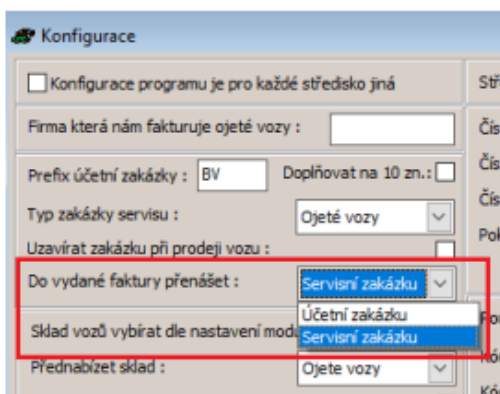 Konfigurace
Konfigurace programu je pro každé středisko jiná
Firma která nám fakturuje ojeté vozy :
Prefix účetní zakázky : BV Doplňovat na 10 zn.:
Typ zakázky servisu : Ojeté vozy
Uzavírat zakázku při prodeji vozu :
Do vydané faktury přenášet : Servisní zakázku
Účetní zakázku
Sklad vozů vybírat dle nastavení Servisní zakázku
Přednabízet sklad : Ojete vozy